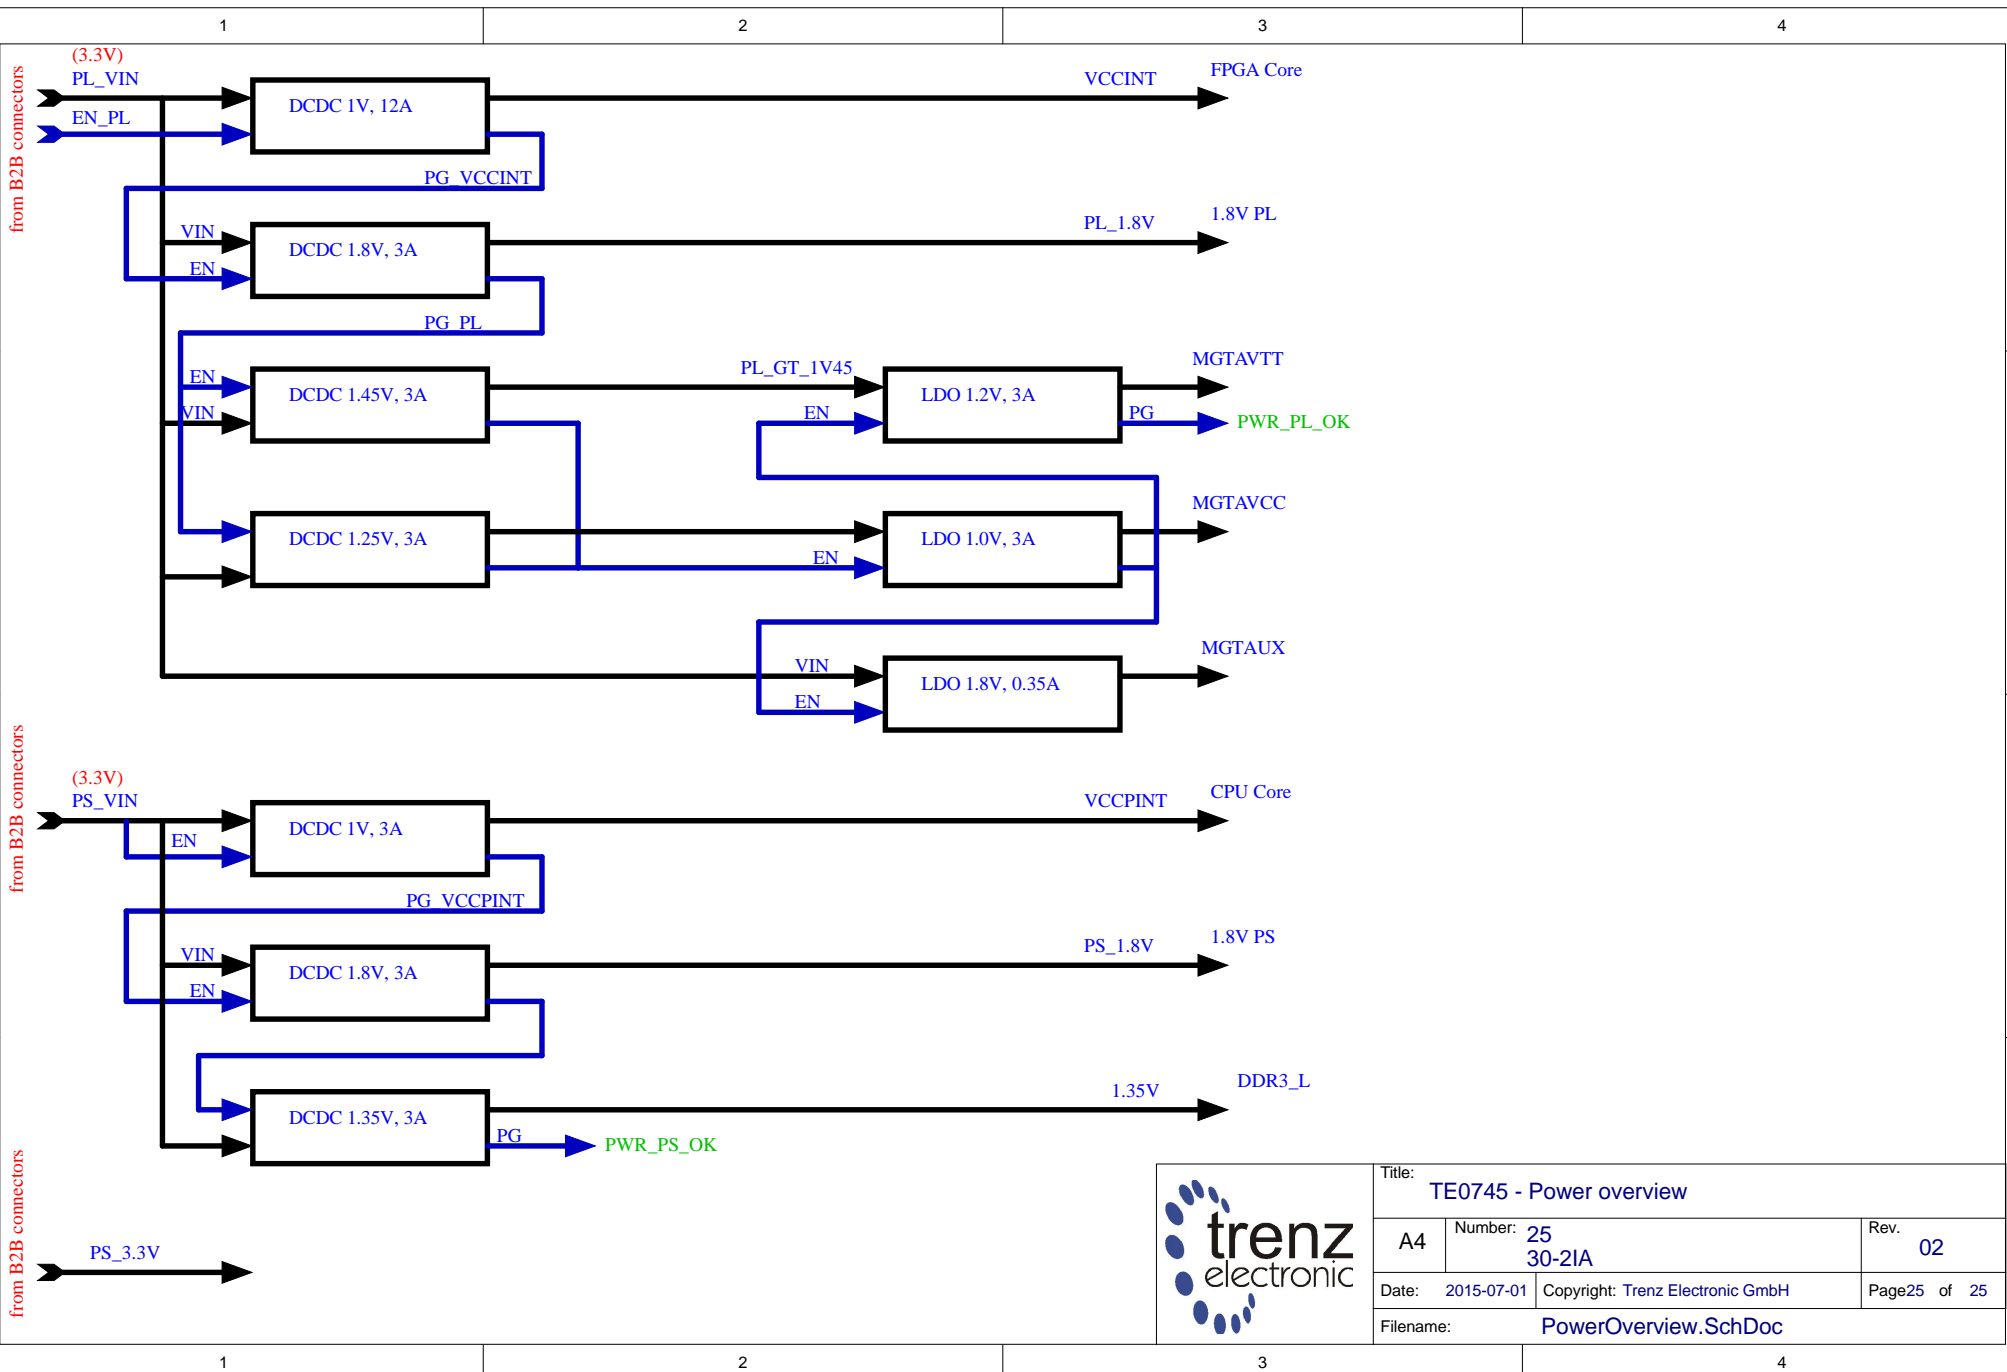 1 2 3 4
(3.3V)
PL_VIN
EN_PL
from B2B connectors
DCDC 1V, 12A
VCCINT
FPGA Core
PG_VCCINT
VIN
EN
DCDC 1.8V, 3A
PL_1.8V
1.8V PL
PG_PL
EN
VIN
DCDC 1.45V, 3A
PL_GT_1V45
EN
LDO 1.2V, 3A
MGTAVTT
PG
PWR_PL_OK
DCDC 1.25V, 3A
EN
LDO 1.0V, 3A
MGTAVCC
VIN
EN
LDO 1.8V, 0.35A
MGTAUX
from B2B connectors
(3.3V)
PS_VIN
EN
DCDC 1V, 3A
VCCPINT
CPU Core
PG_VCCPINT
VIN
EN
DCDC 1.8V, 3A
PS_1.8V
1.8V PS
DCDC 1.35V, 3A
1.35V
DDR3_L
PG
PWR_PS_OK
from B2B connectors
PS_3.3V
trenz
electronic
Title:
TE0745 - Power overview
A4
Number: 25
30-2IA
Rev.
02
Date: 2015-07-01
Copyright: Trenz Electronic GmbH
Page25 of 25
Filename: PowerOverview.SchDoc
1 2 3 4